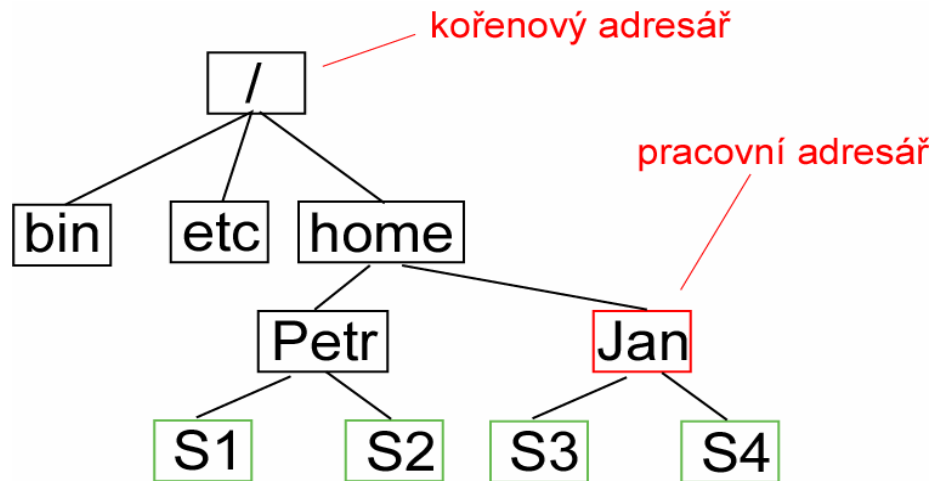 kořenový adresář
/
pracovní adresář
bin
etc
home
Petr
Jan
S1
S2
S3
S4